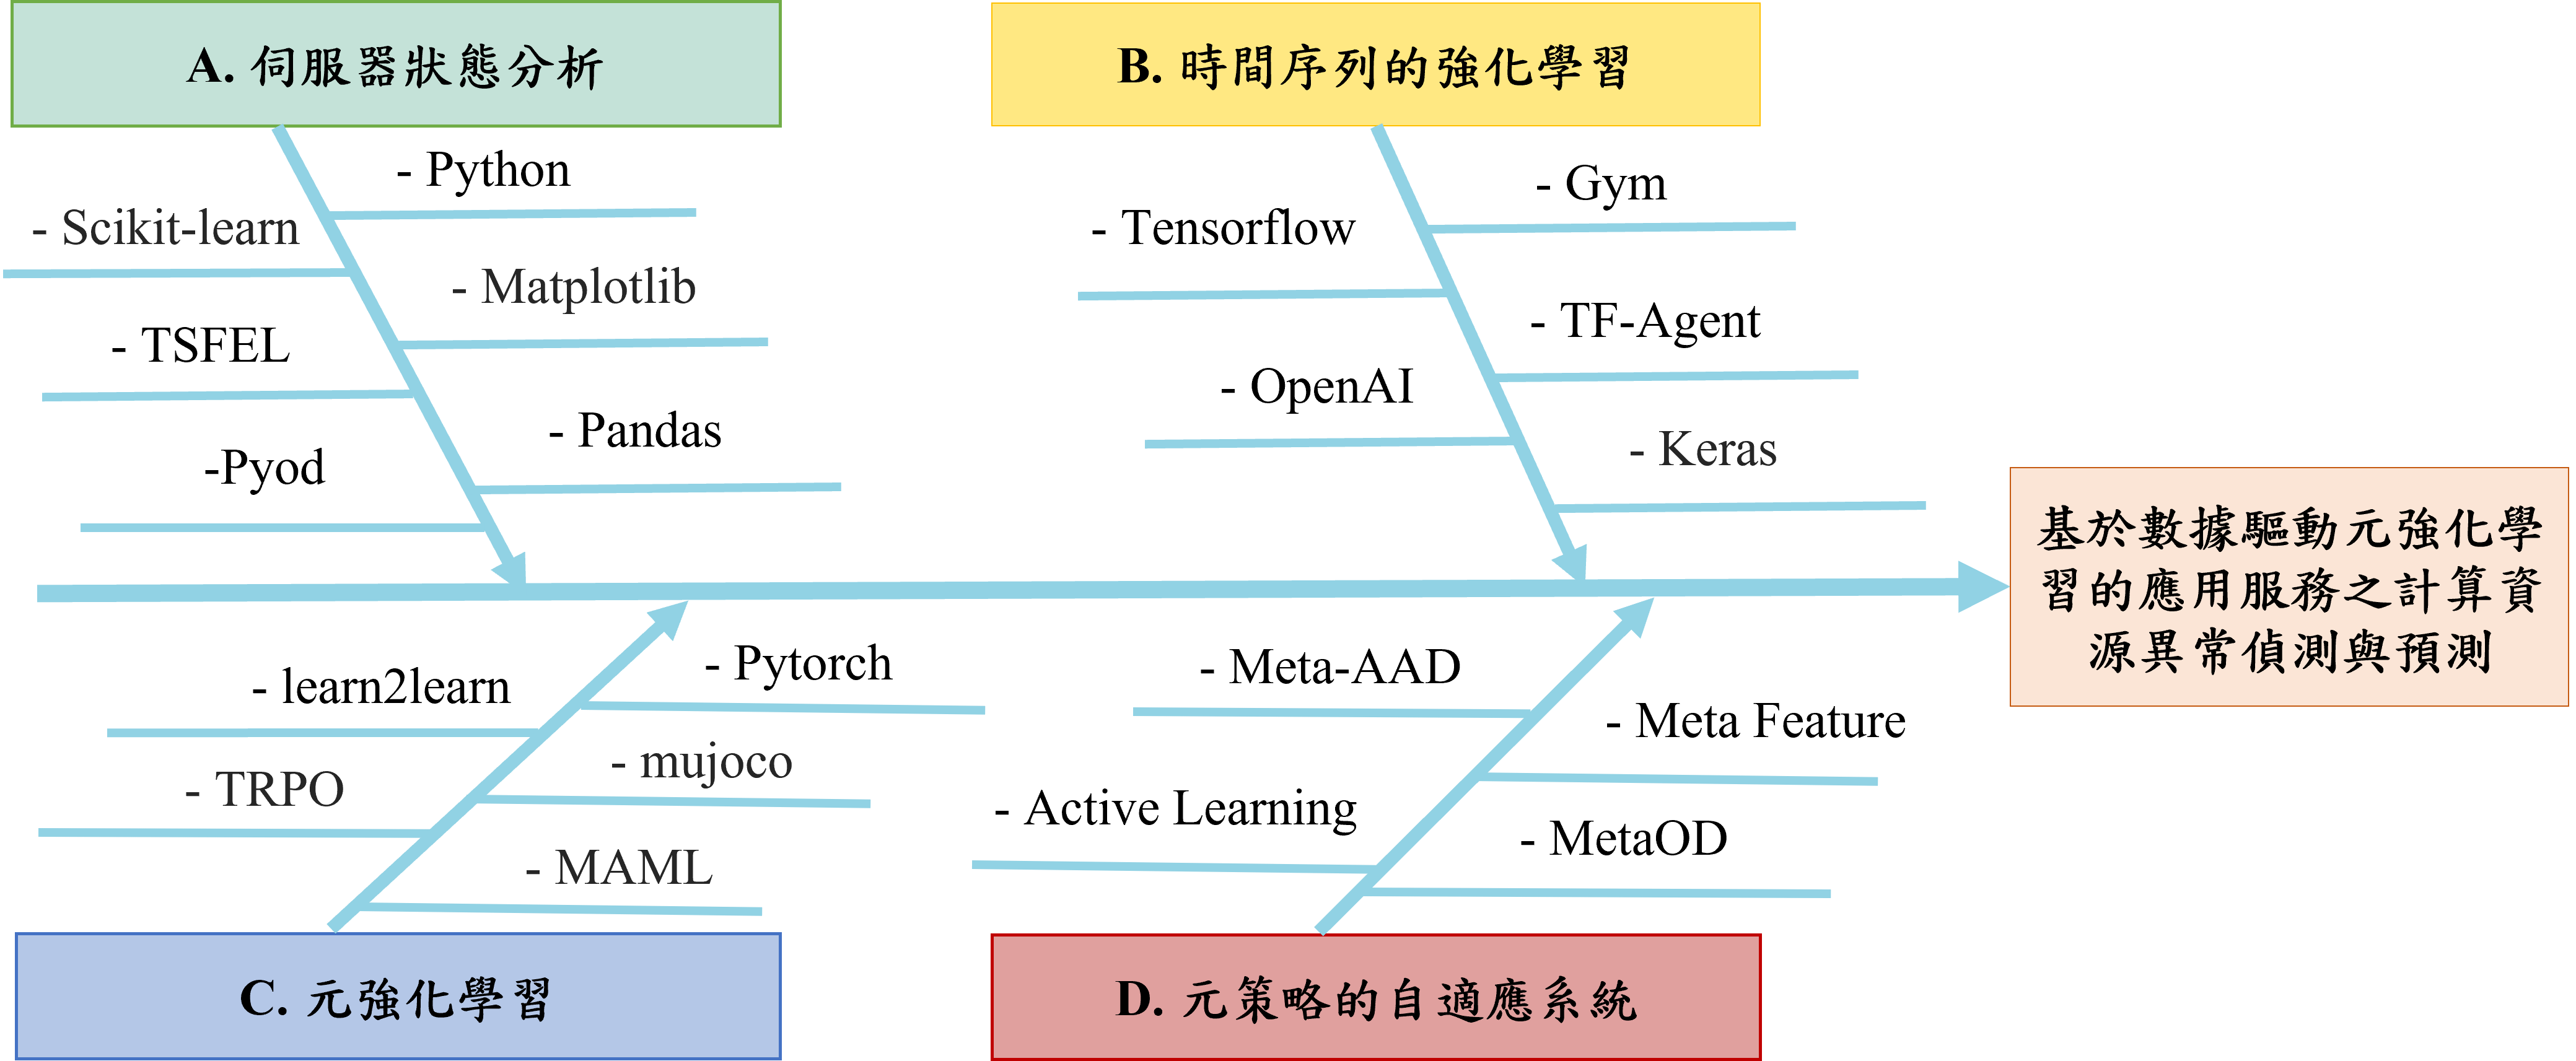 A. 伺服器狀態分析
- Python
- Scikit-learn
- Matplotlib
- TSFEL
- Pandas
-Pyod
B. 時間序列的強化學習
- Gym
- Tensorflow
- TF-Agent
- OpenAI
- Keras
基於數據驅動元強化學
習的應用服務之計算資
源異常偵測與預測
- Pytorch
- learn2learn
- mujoco
- TRPO
- MAML
C. 元強化學習
- Meta-AAD
- Meta Feature
- Active Learning
- MetaOD
D. 元策略的自適應系統